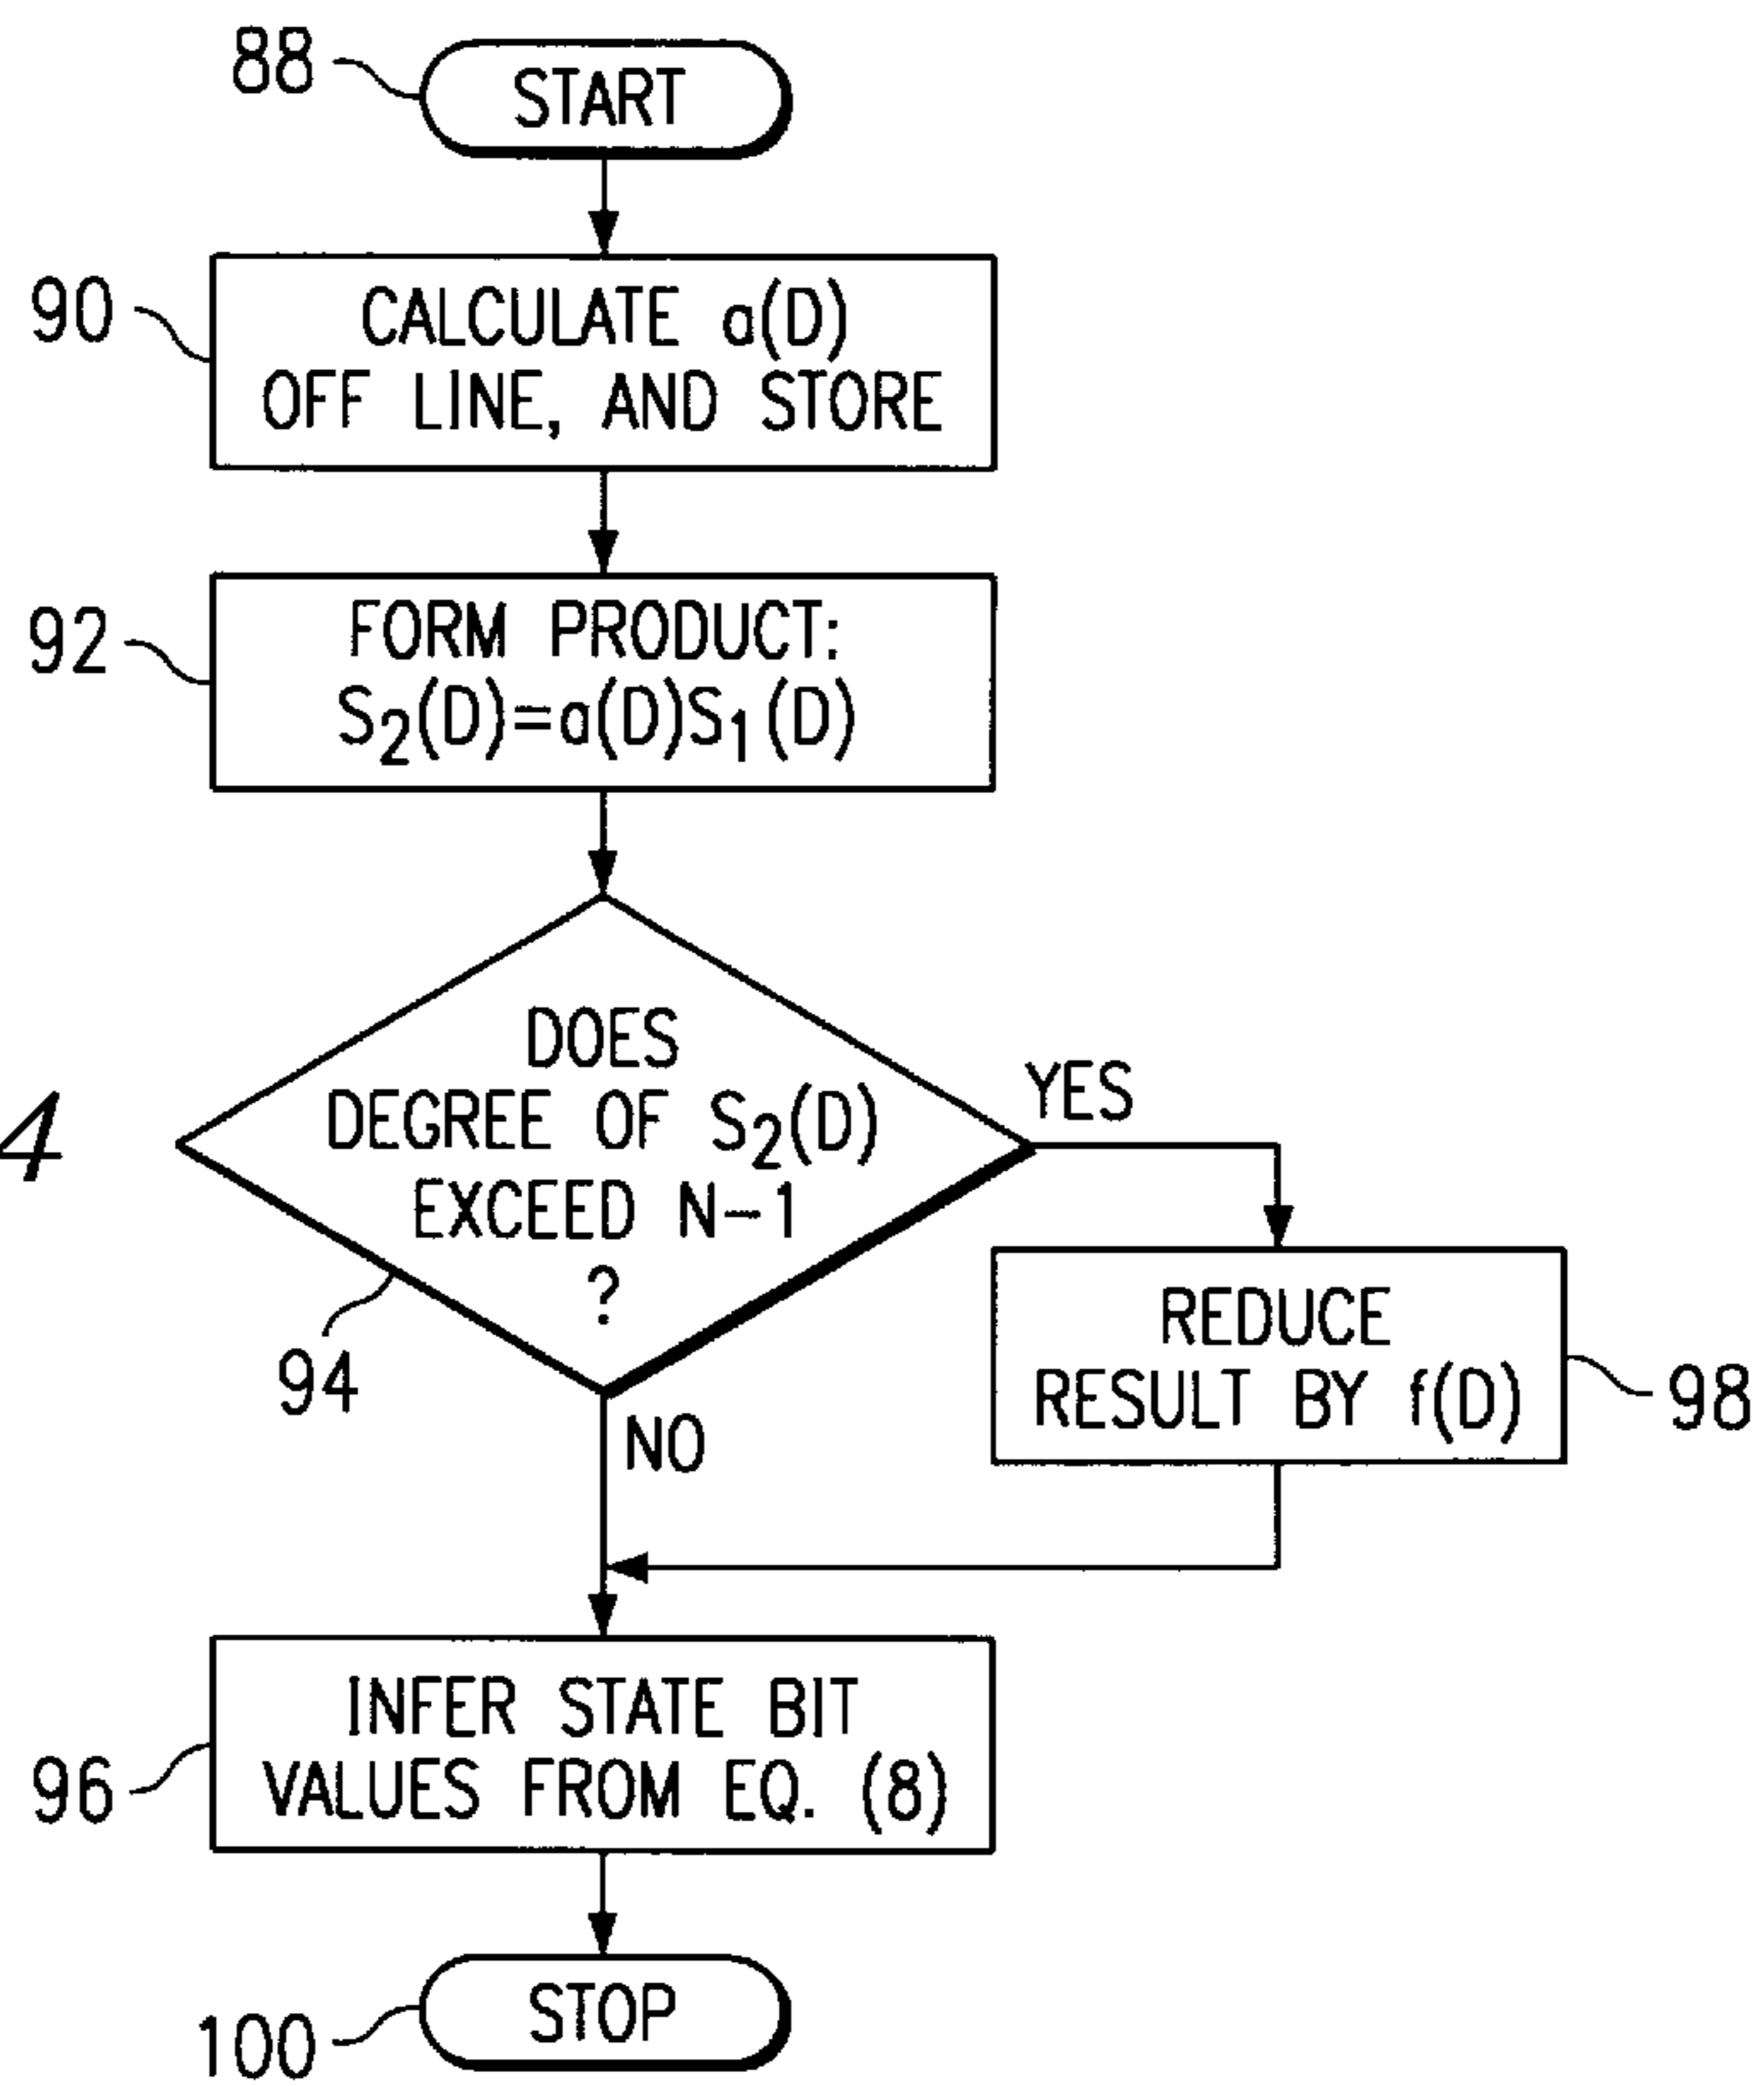 88
START
90
CALCULATE a(D)
OFF LINE, AND STORE
92
FORM PRODUCT:
S₂(D)=a(D)S₁(D)
DOES
DEGREE OF S₂(D)
EXCEED N-1
?
YES
4
94
NO
REDUCE
RESULT BY f(D)
98
INFER STATE BIT
VALUES FROM EQ. (8)
96
STOP
100